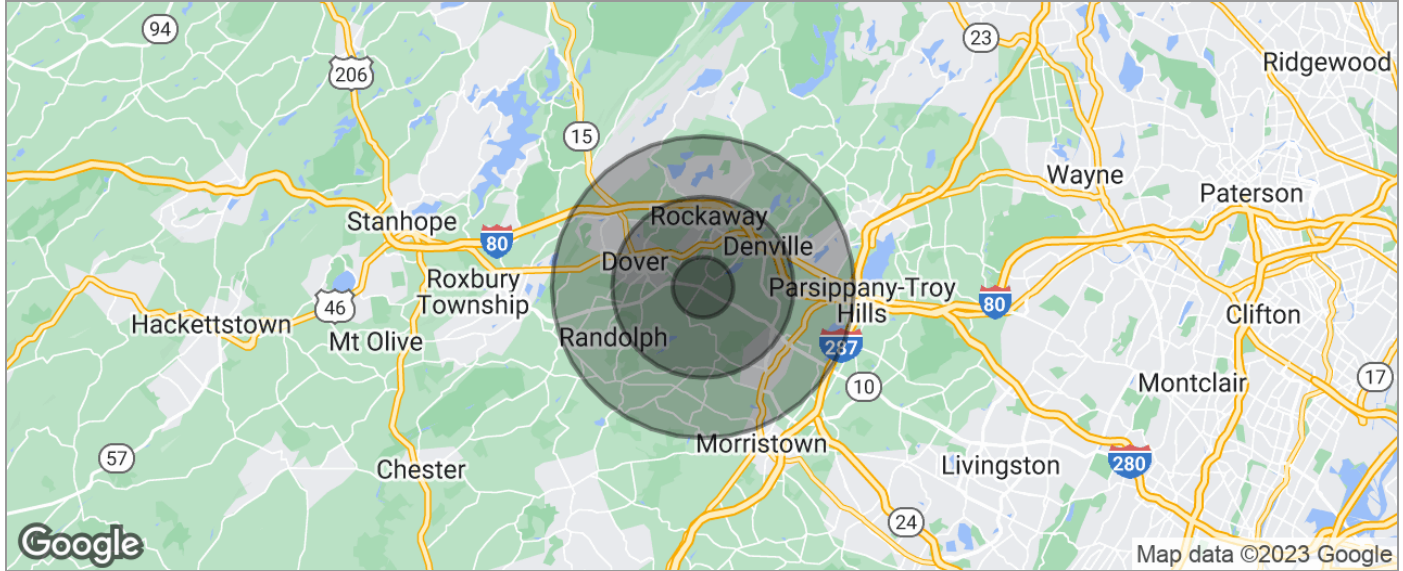 94
23
206
Ridgewood
15
Wayne
Paterson
Rockaway
Stanhope
80
Denville
Dover
Roxbury
Township
Parsippany-Troy
Hills
80
46
Hackettstown
Clifton
Mt Olive
Randolph
287
10
Montclair
17
Morristown
57
Chester
Livingston
280
24
Google
Map data ©2023 Google